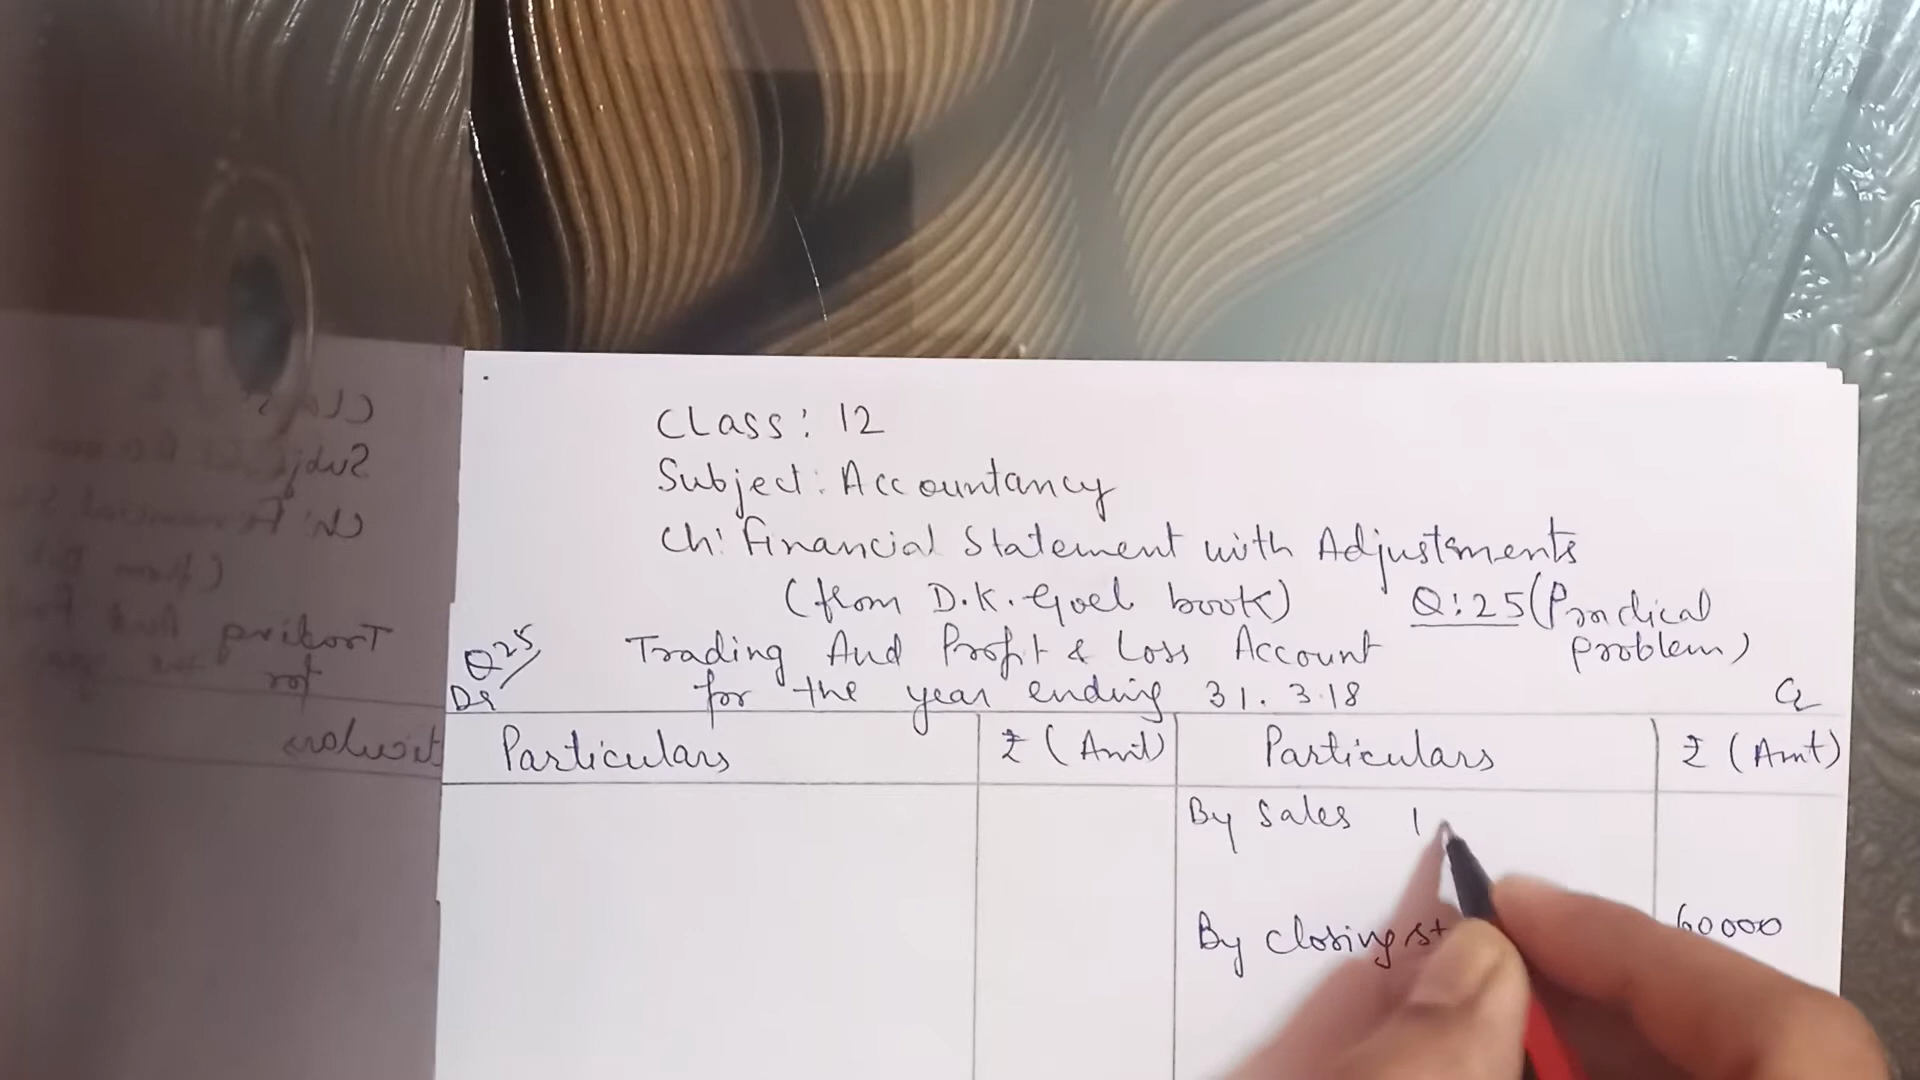 Class: 12
Subject: Accountancy
Ch: Financial Statement with Adjustsments
(from D.K. Goel book) Q:25 (Practical problem)
Q25 Trading And Profit & Loss Account
Dr for the year ending 31.3.18 Cr
Particulars ₹ (Amt) Particulars ₹ (Amt)
By Sales 1
By closing st 60000